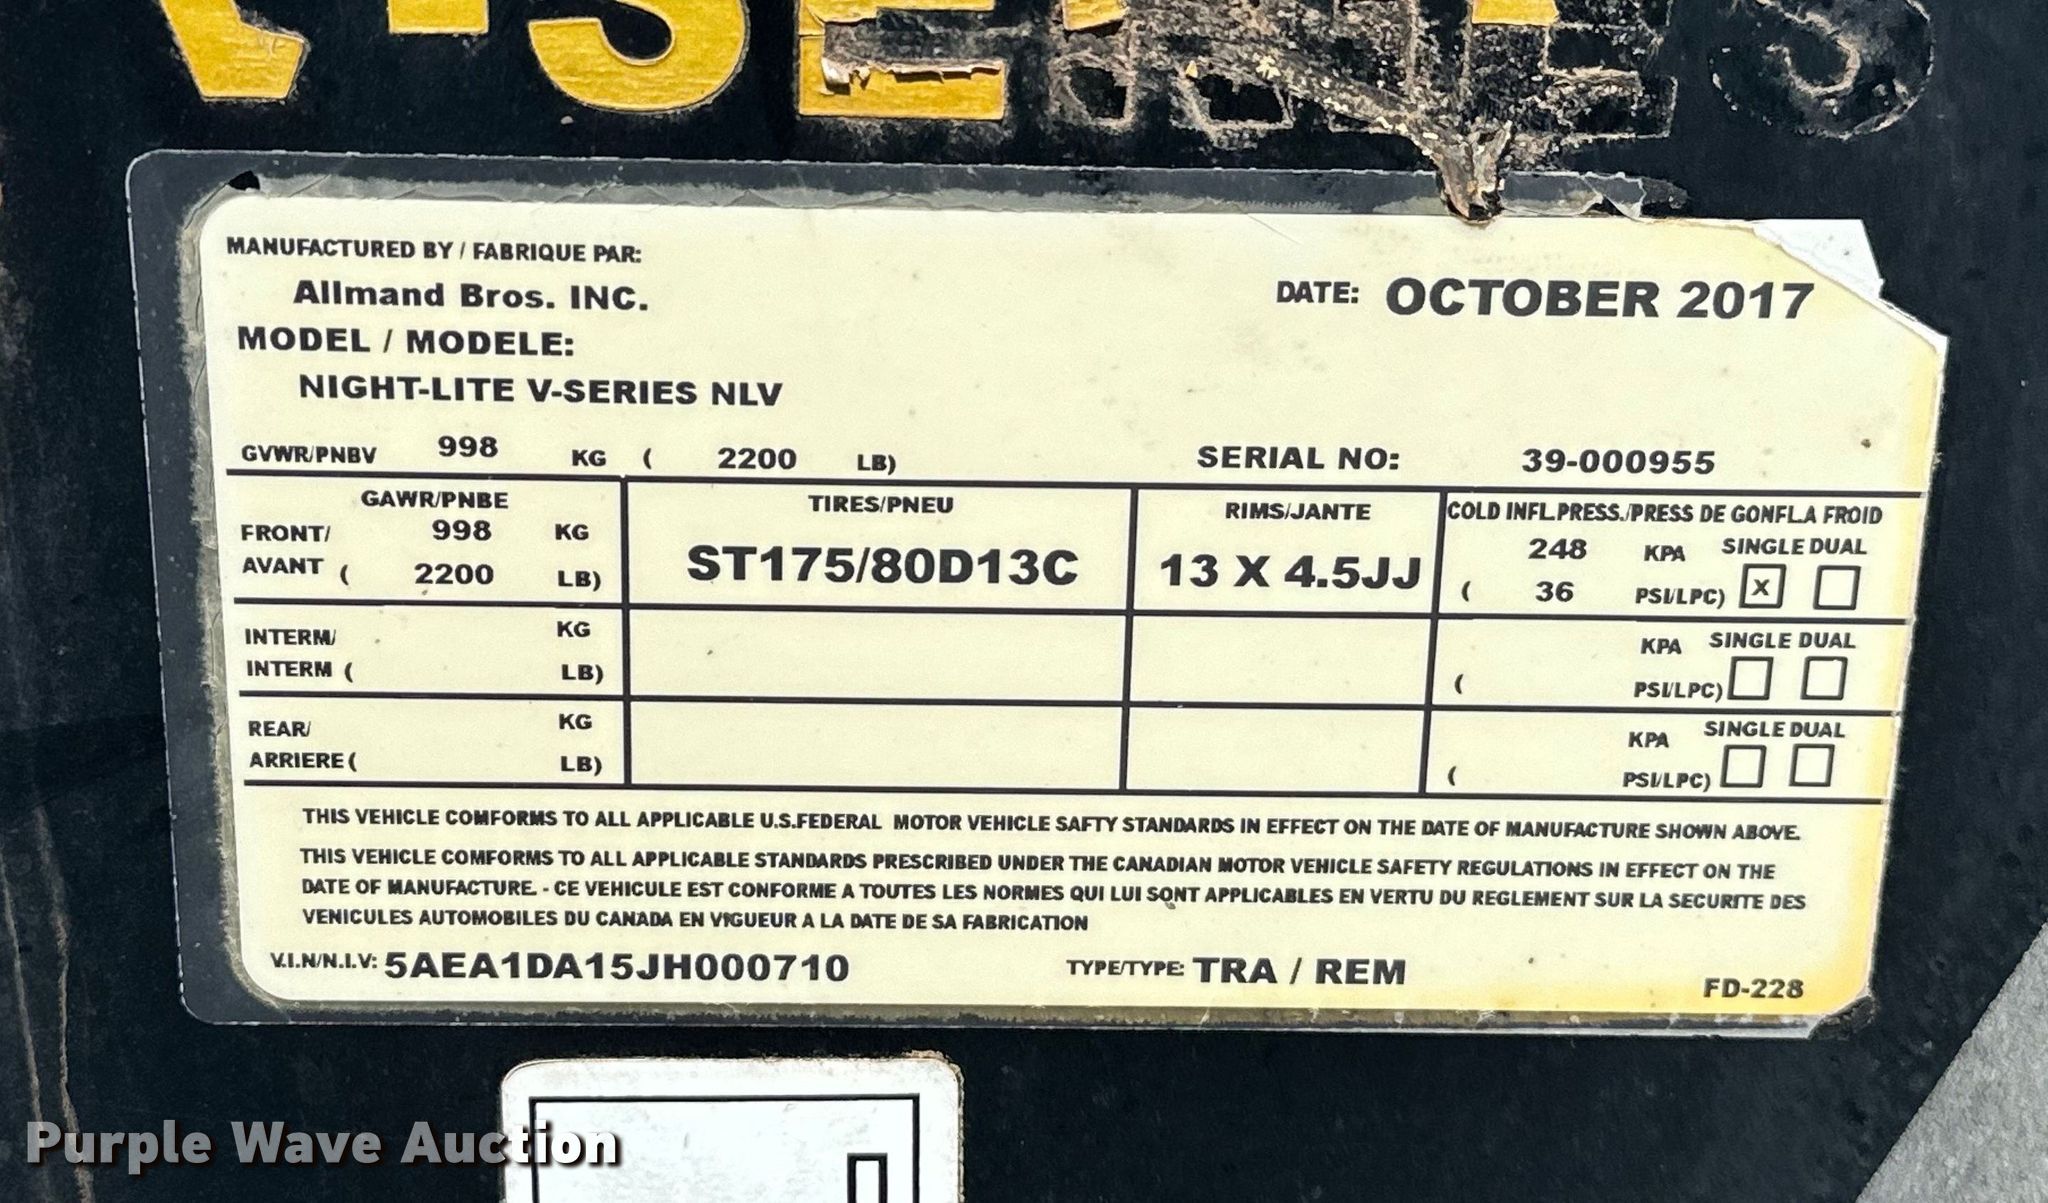 V-SERIES
MANUFACTURED BY / FABRIQUE PAR:
Allmand Bros. INC.
DATE: OCTOBER 2017
MODEL / MODELE:
NIGHT-LITE V-SERIES NLV
GVWR/PNBV 998 KG ( 2200 LB) SERIAL NO: 39-000955
GAWR/PNBE TIRES/PNEU RIMS/JANTE COLD INFL.PRESS./PRESS DE GONFL.A FROID
FRONT/ 998 KG 248 KPA SINGLE DUAL
AVANT ( 2200 LB) ST175/80D13C 13 X 4.5JJ ( 36 PSI/LPC) X
INTERM/ KG KPA SINGLE DUAL
INTERM ( LB) ( PSI/LPC)
REAR/ KG KPA SINGLE DUAL
ARRIERE ( LB) ( PSI/LPC)
THIS VEHICLE COMFORMS TO ALL APPLICABLE U.S.FEDERAL MOTOR VEHICLE SAFTY STANDARDS IN EFFECT ON THE DATE OF MANUFACTURE SHOWN ABOVE.
THIS VEHICLE COMFORMS TO ALL APPLICABLE STANDARDS PRESCRIBED UNDER THE CANADIAN MOTOR VEHICLE SAFETY REGULATIONS IN EFFECT ON THE
DATE OF MANUFACTURE. - CE VEHICULE EST CONFORME A TOUTES LES NORMES QUI LUI SONT APPLICABLES EN VERTU DU REGLEMENT SUR LA SECURITE DES
VENICULES AUTOMOBILES DU CANADA EN VIGUEUR A LA DATE DE SA FABRICATION
V.I.N/N.I.V: 5AEA1DA15JH000710 TYPE/TYPE: TRA / REM FD-228
Purple Wave Auction